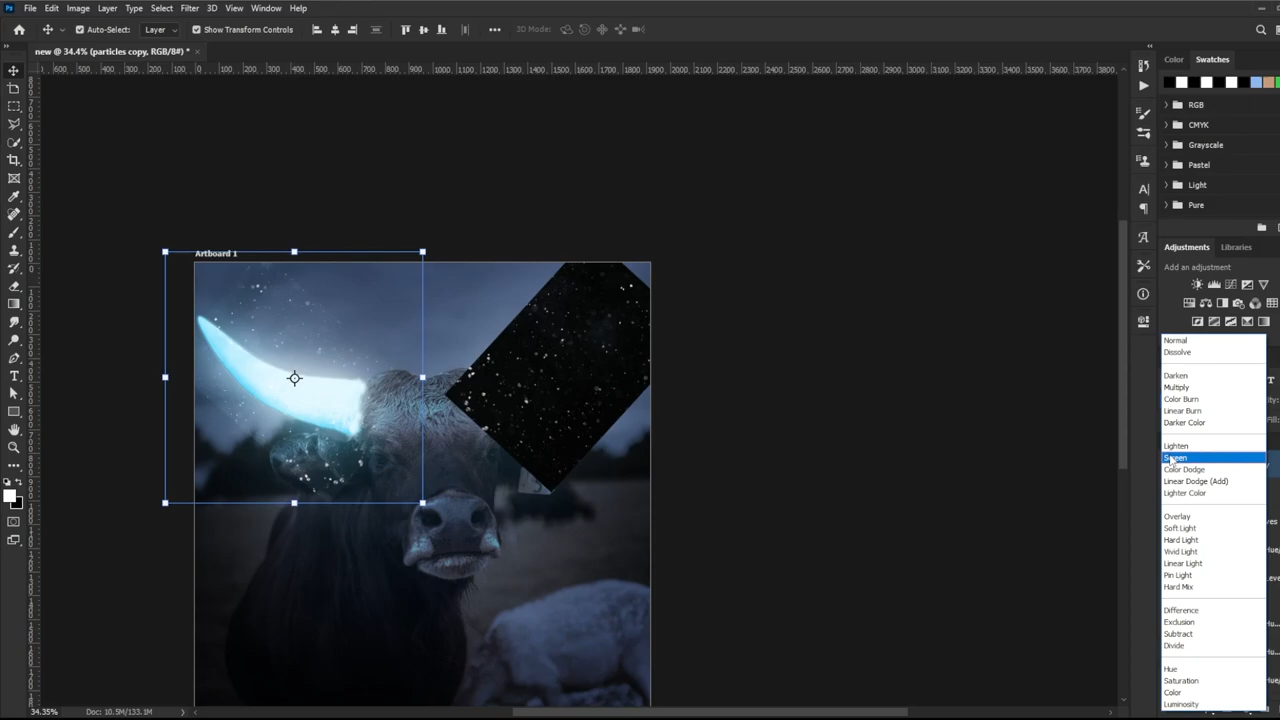 Ps File Edit Image Layer Type Select Filter 3D View Window Help
Auto-Select: Layer Show Transform Controls 3D Mode:
new @ 34.4% (particles copy, RGB/8#) *
Color Swatches
RGB
CMYK
Grayscale
Pastel
Light
Pure
Artboard 1
Adjustments Libraries
Add an adjustment
Normal
Dissolve
Darken
Multiply
Color Burn
Linear Burn
Darker Color
Lighten
Screen
Color Dodge
Linear Dodge (Add)
Lighter Color
Overlay
Soft Light
Hard Light
Vivid Light
Linear Light
Pin Light
Hard Mix
Difference
Exclusion
Subtract
Divide
Hue
Saturation
Color
Luminosity
34.35% Doc: 10.5M/133.1M